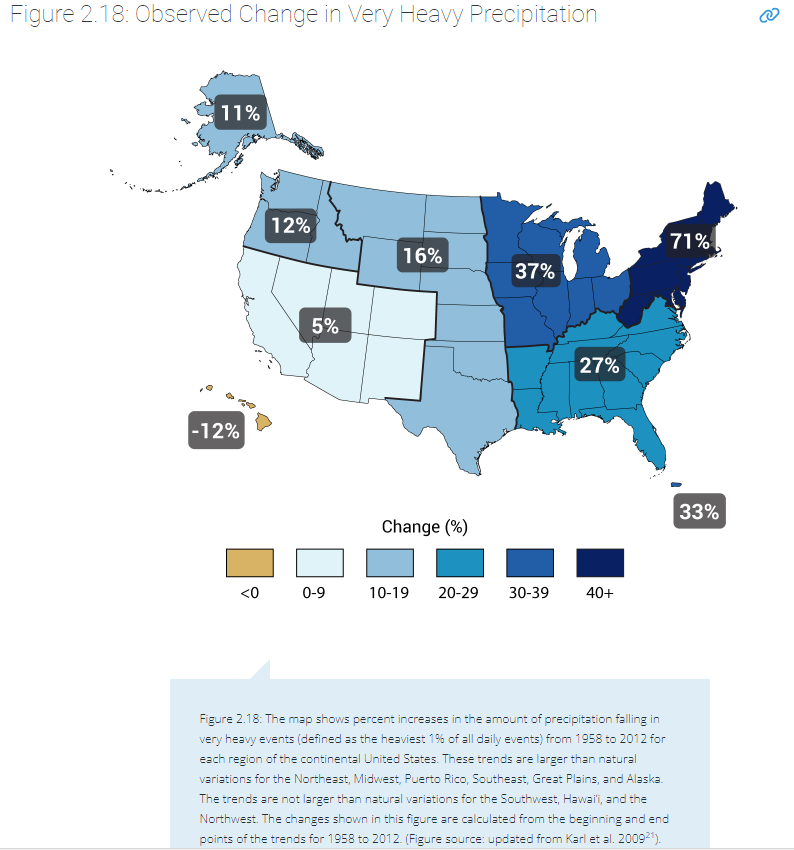 Figure 2.18: Observed Change in Very Heavy Precipitation
11%
12%
16%
37%
71%
5%
27%
-12%
33%
Change (%)
<0
0-9
10-19
20-29
30-39
40+
Figure 2.18: The map shows percent increases in the amount of precipitation falling in
very heavy events (defined as the heaviest 1% of all daily events) from 1958 to 2012 for
each region of the continental United States. These trends are larger than natural
variations for the Northeast, Midwest, Puerto Rico, Southeast, Great Plains, and Alaska.
The trends are not larger than natural variations for the Southwest, Hawai‘i, and the
Northwest. The changes shown in this figure are calculated from the beginning and end
points of the trends for 1958 to 2012. (Figure source: updated from Karl et al. 2009²¹).